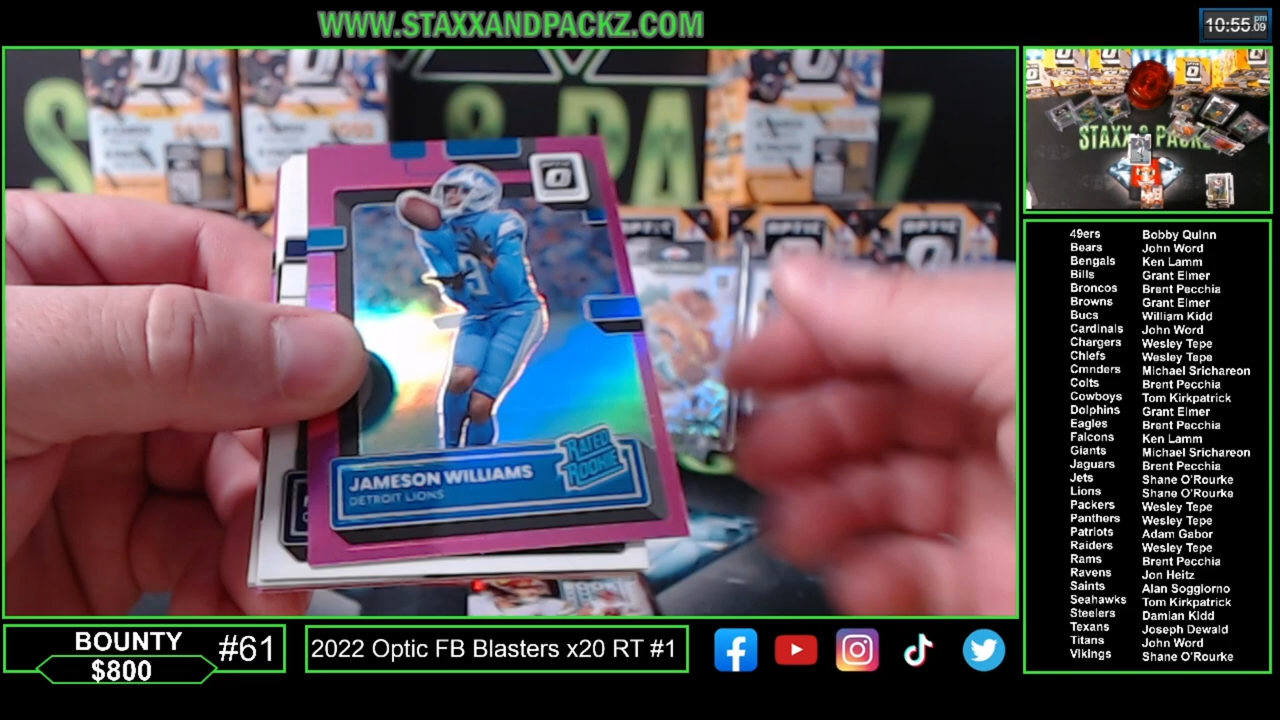 WWW.STAXXANDPACKZ.COM
10:55 pm 09
STAXX & PACKZ
JAMESON WILLIAMS
DETROIT LIONS
RATED ROOKIE
49ers Bobby Quinn
Bears John Word
Bengals Ken Lamm
Bills Grant Elmer
Broncos Brent Pecchia
Browns Grant Elmer
Bucs William Kidd
Cardinals John Word
Chargers Wesley Tepe
Chiefs Wesley Tepe
Cmnders Michael Srichareon
Colts Brent Pecchia
Cowboys Tom Kirkpatrick
Dolphins Grant Elmer
Eagles Brent Pecchia
Falcons Ken Lamm
Giants Michael Srichareon
Jaguars Brent Pecchia
Jets Shane O'Rourke
Lions Shane O'Rourke
Packers Wesley Tepe
Panthers Wesley Tepe
Patriots Adam Gabor
Raiders Wesley Tepe
Rams Brent Pecchia
Ravens Jon Heitz
Saints Alan Soggiorno
Seahawks Tom Kirkpatrick
Steelers Damian Kidd
Texans Joseph Dewald
Titans John Word
Vikings Shane O'Rourke
BOUNTY
$800
#61
2022 Optic FB Blasters x20 RT #1